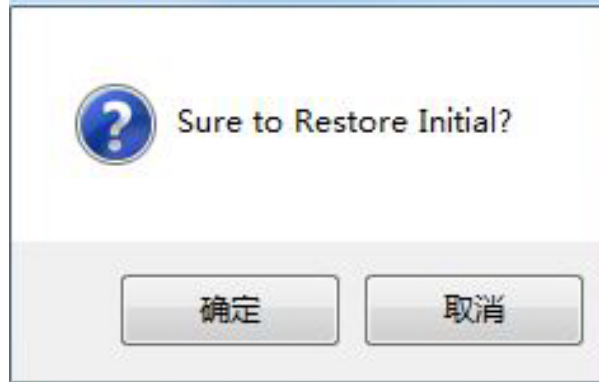 Sure to Restore Initial?
确定
取消